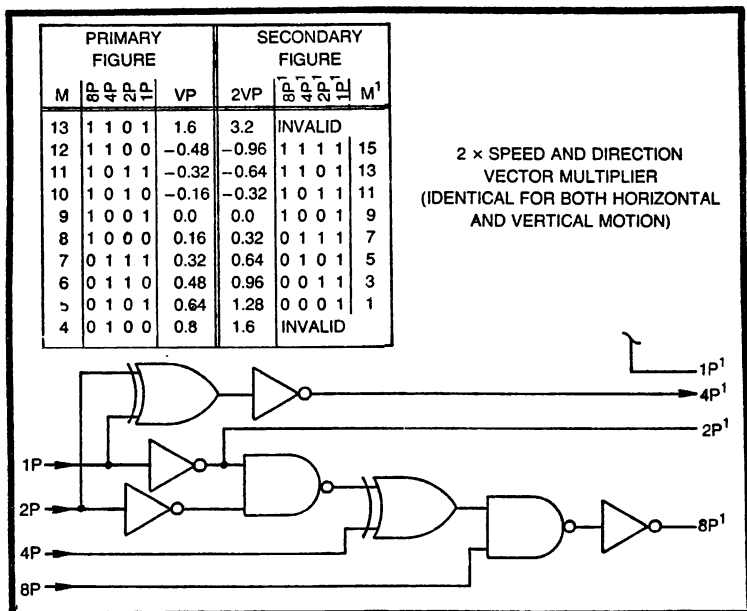 PRIMARY FIGURE
SECONDARY FIGURE
M 8P 4P 2P 1P VP 2VP 8P¹ 4P¹ 2P¹ 1P¹ M¹
13 1 1 0 1 1.6 3.2 INVALID
12 1 1 0 0 −0.48 −0.96 1 1 1 1 15
11 1 0 1 1 −0.32 −0.64 1 1 0 1 13
10 1 0 1 0 −0.16 −0.32 1 0 1 1 11
9 1 0 0 1 0.0 0.0 1 0 0 1 9
8 1 0 0 0 0.16 0.32 0 1 1 1 7
7 0 1 1 1 0.32 0.64 0 1 0 1 5
6 0 1 1 0 0.48 0.96 0 0 1 1 3
5 0 1 0 1 0.64 1.28 0 0 0 1 1
4 0 1 0 0 0.8 1.6 INVALID
2 × SPEED AND DIRECTION
VECTOR MULTIPLIER
(IDENTICAL FOR BOTH HORIZONTAL
AND VERTICAL MOTION)
1P¹
4P¹
2P¹
1P
2P
8P¹
4P
8P